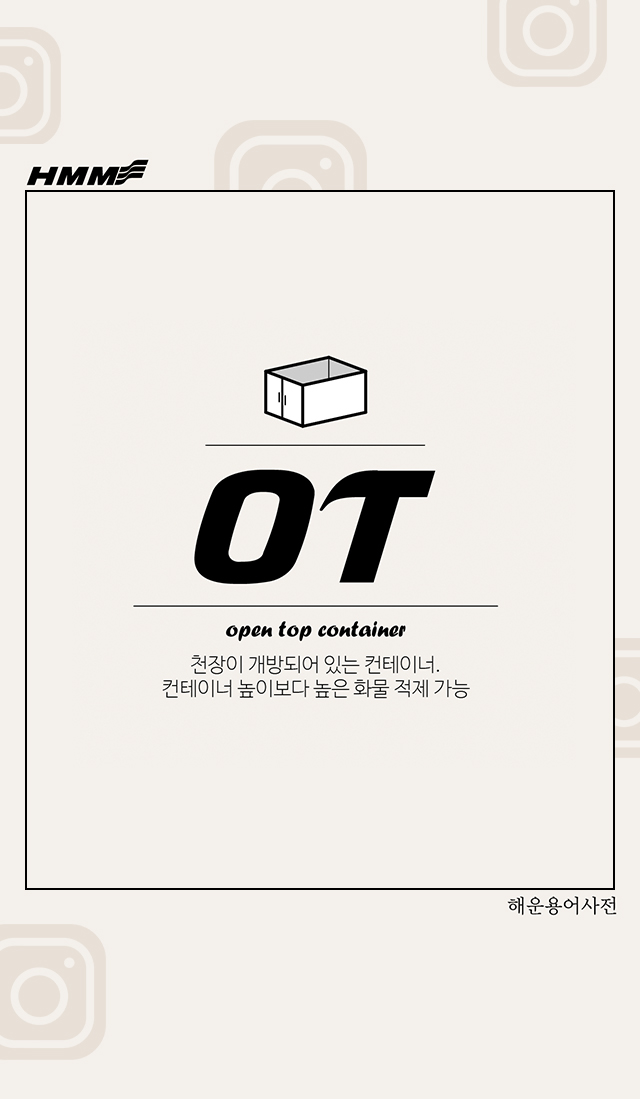 HMM
OT
open top container
천장이 개방되어 있는 컨테이너.
컨테이너 높이보다 높은 화물 적제 가능
해운용어사전